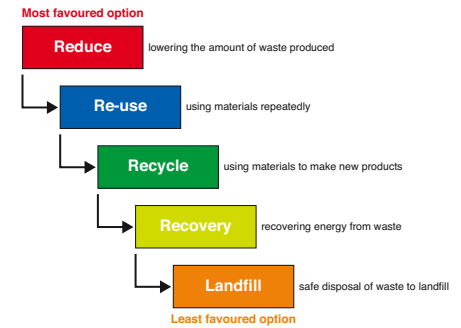 Most favoured option
Reduce
lowering the amount of waste produced
Re-use
using materials repeatedly
Recycle
using materials to make new products
Recovery
recovering energy from waste
Landfill
safe disposal of waste to landfill
Least favoured option